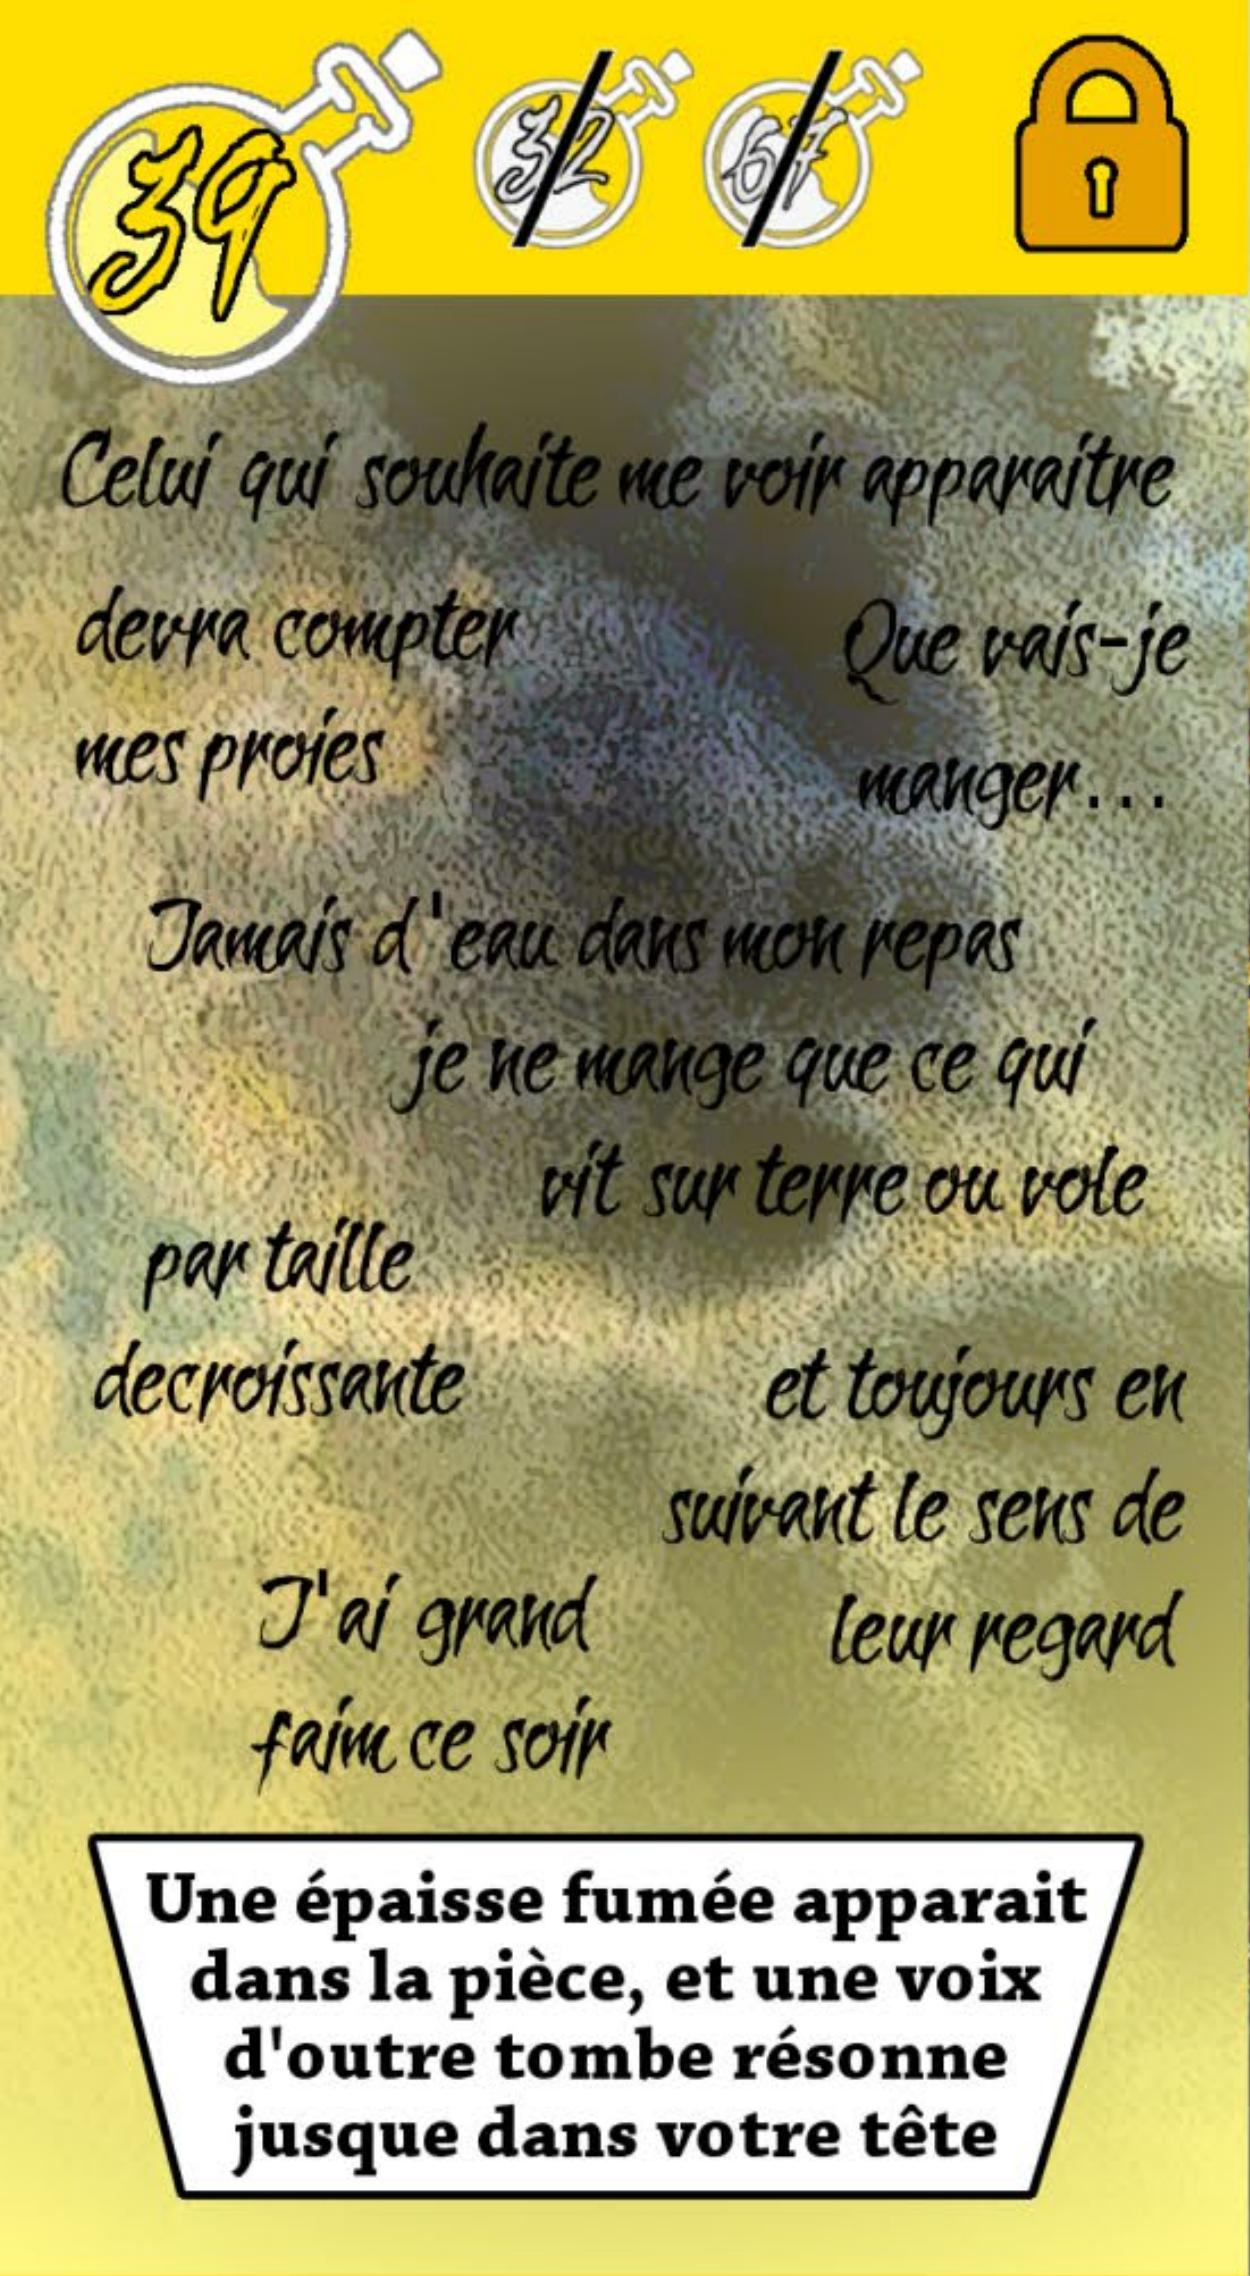 39 32 67
Celui qui souhaite me voir apparaitre
devra compter
mes proies
Que vais-je
manger...
Jamais d'eau dans mon repas
je ne mange que ce qui
vit sur terre ou vole
par taille
decroissante
et toujours en
suivant le sens de
leur regard
J'ai grand
faim ce soir
Une épaisse fumée apparait
dans la pièce, et une voix
d'outre tombe résonne
jusque dans votre tête